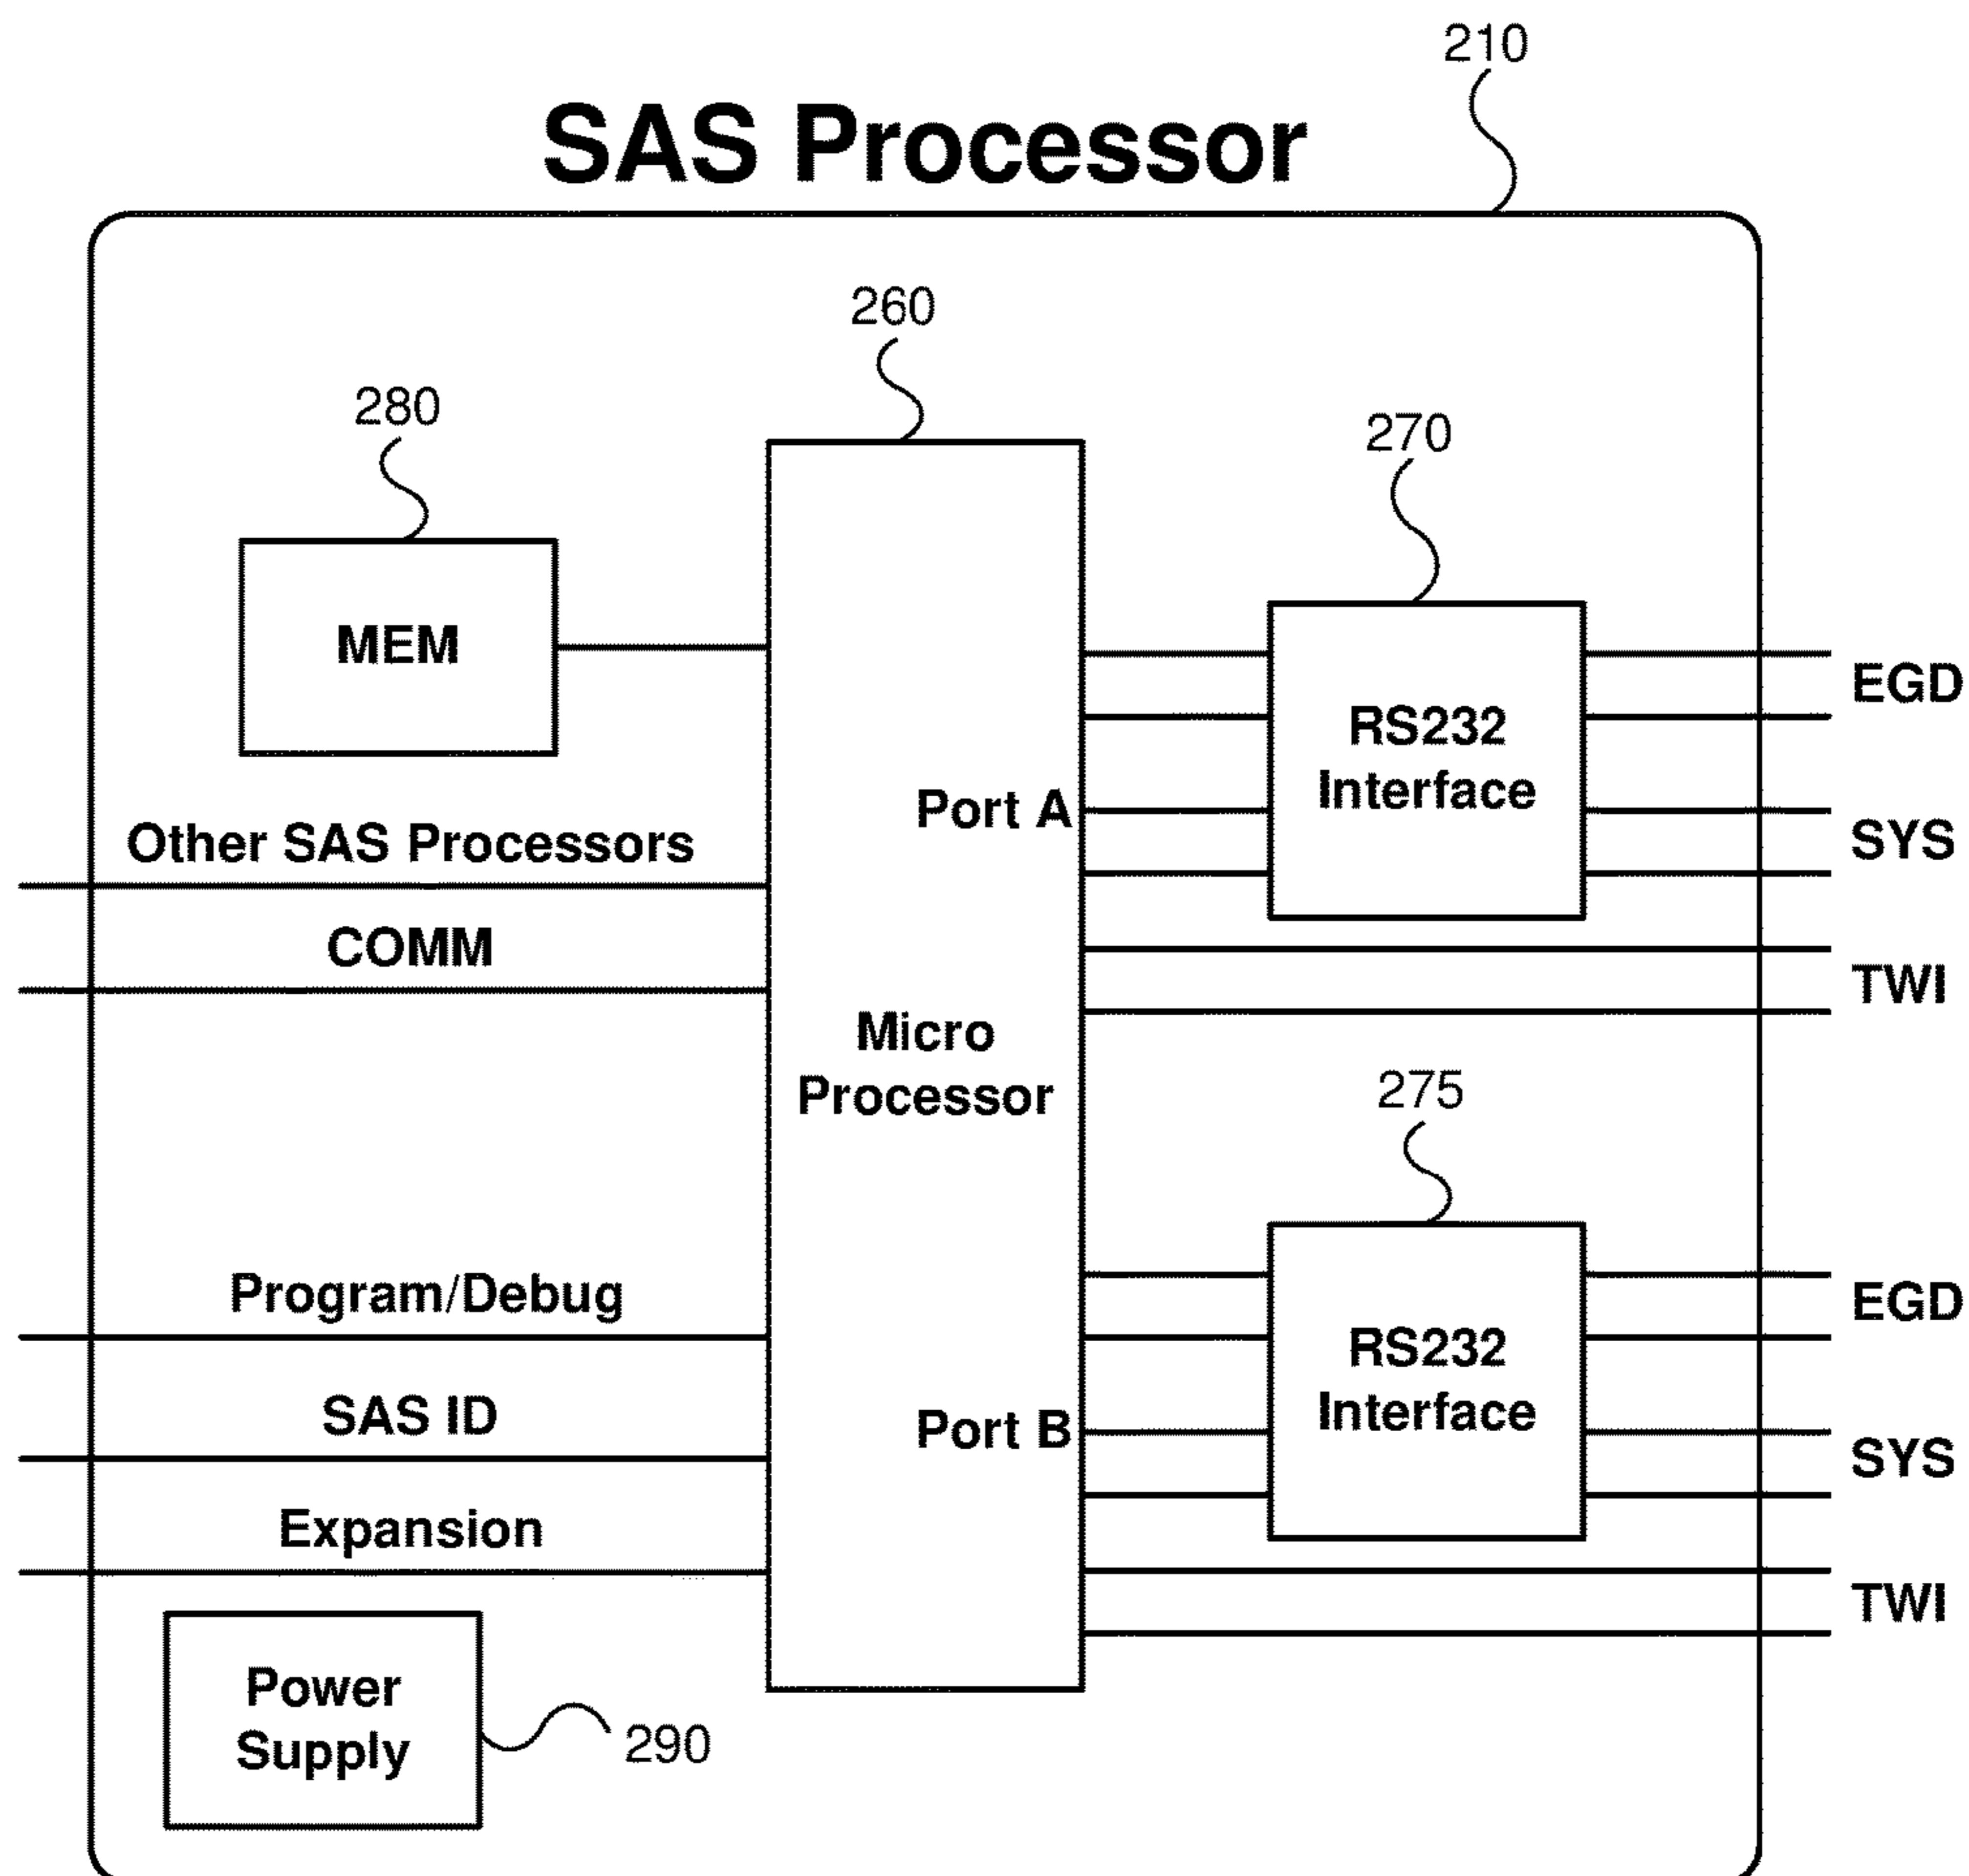 210
SAS Processor
260
280
270
MEM
EGD
RS232
Interface
Port A
SYS
Other SAS Processors
COMM
TWI
Micro
Processor
275
Program/Debug
EGD
RS232
Interface
SAS ID
Port B
SYS
Expansion
TWI
Power
Supply
290